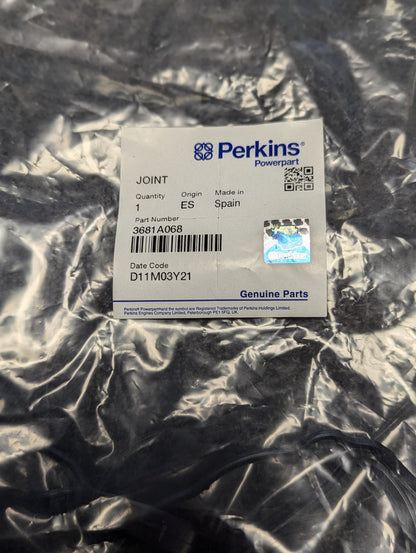 Perkins®
Powerpart
JOINT
Quantity Origin Made in
1 ES Spain
Part Number
3681A068
Date Code
D11M03Y21
Genuine Parts
Perkins® Powerpart and the symbol are Registered Trademarks of Perkins Holdings Limited.
Perkins Engines Company Limited, Peterborough PE1 5FQ, UK.